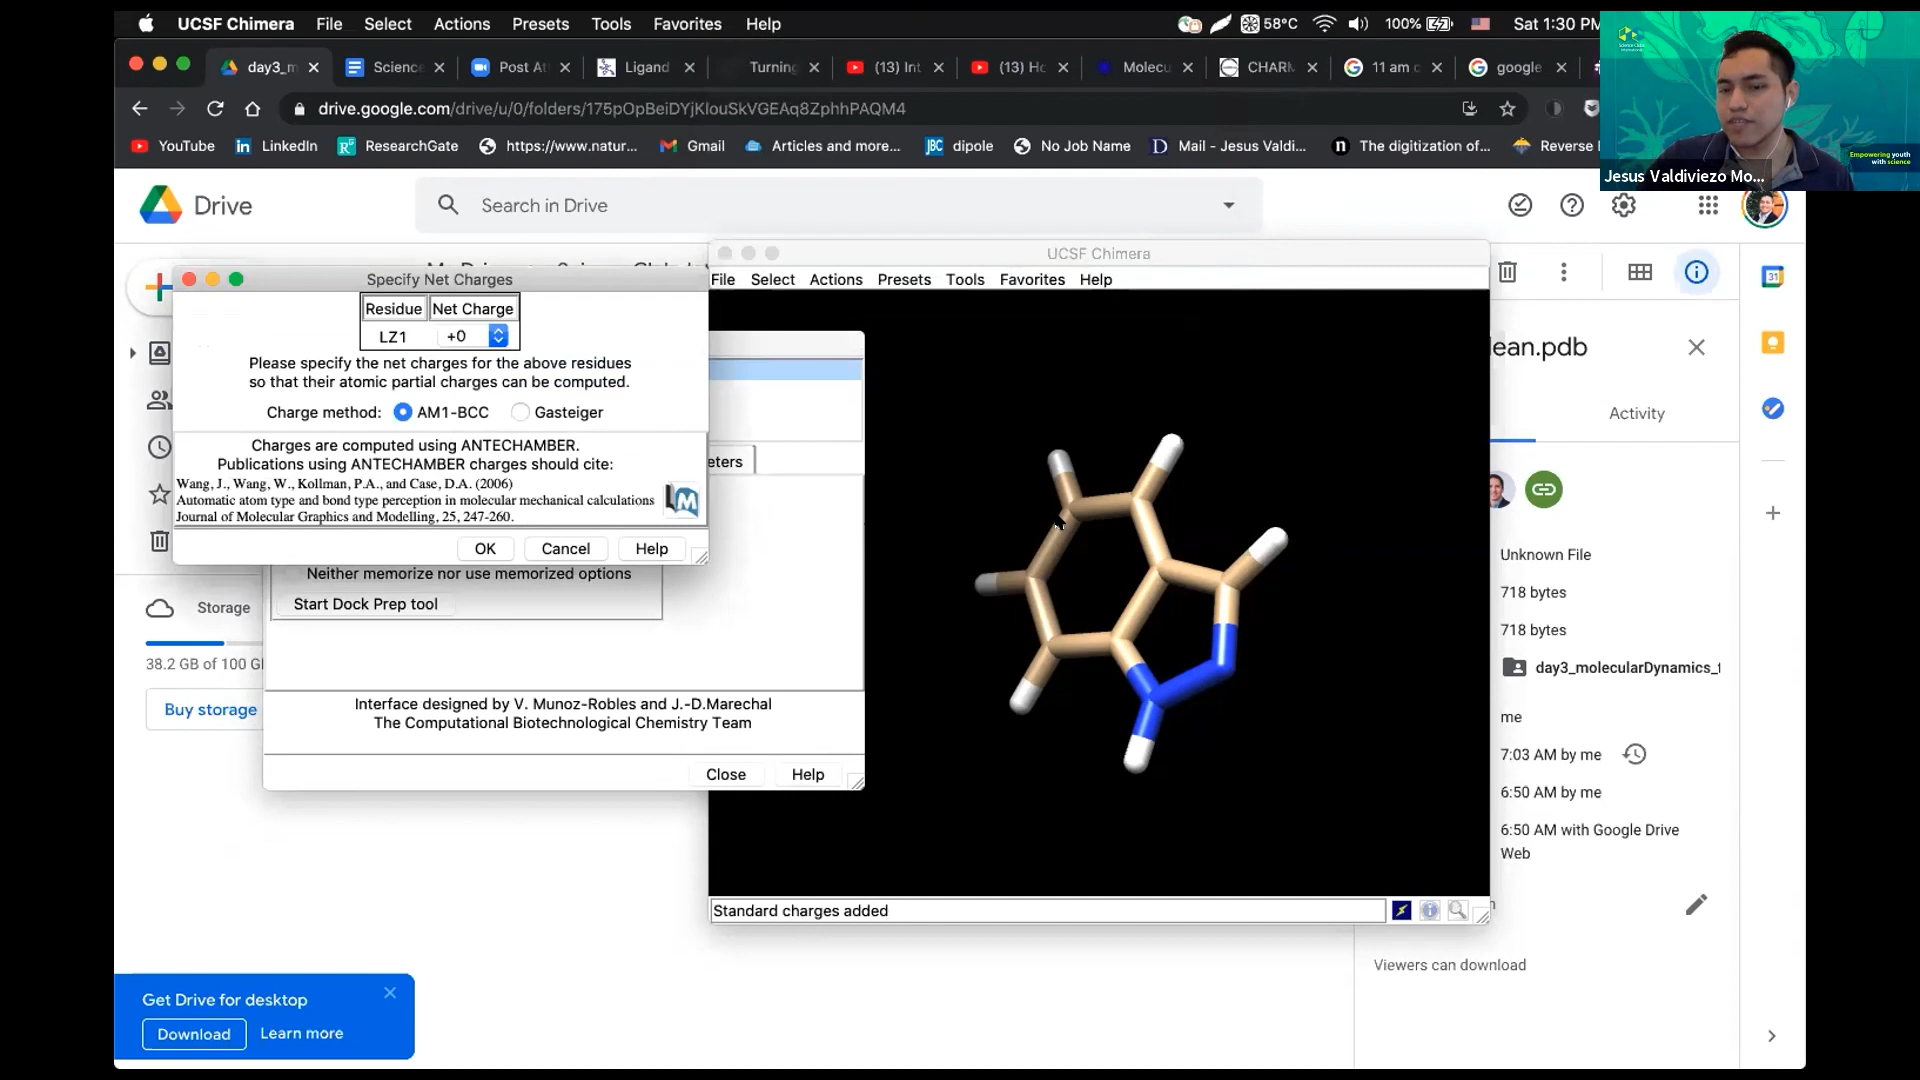 UCSF Chimera File Select Actions Presets Tools Favorites Help 58°C 100% Sat 1:30 PM
day3_m Science Post At Ligand Turning (13) Int (13) Ho Molecu CHARM 11 am c google
drive.google.com/drive/u/0/folders/175pOpBeiDYjKlouSkVGEAq8ZphhPAQM4
YouTube LinkedIn ResearchGate https://www.natur... Gmail Articles and more... JBC dipole No Job Name Mail - Jesus Valdi... The digitization of... Reverse
Empowering youth
with science
Jesus Valdiviezo Mo...
Drive
Search in Drive
UCSF Chimera
File Select Actions Presets Tools Favorites Help
Specify Net Charges
Residue Net Charge
LZ1 +0
Please specify the net charges for the above residues
so that their atomic partial charges can be computed.
Charge method: AM1-BCC Gasteiger
Charges are computed using ANTECHAMBER.
Publications using ANTECHAMBER charges should cite:
Wang, J., Wang, W., Kollman, P.A., and Case, D.A. (2006)
Automatic atom type and bond type perception in molecular mechanical calculations
Journal of Molecular Graphics and Modelling, 25, 247-260.
OK Cancel Help
eters
Neither memorize nor use memorized options
Start Dock Prep tool
Interface designed by V. Munoz-Robles and J.-D.Marechal
The Computational Biotechnological Chemistry Team
Close Help
Storage
38.2 GB of 100 G
Buy storage
Standard charges added
lean.pdb
Activity
31
Unknown File
718 bytes
718 bytes
day3_molecularDynamics_f
me
7:03 AM by me
6:50 AM by me
6:50 AM with Google Drive
Web
Viewers can download
Get Drive for desktop
Download Learn more